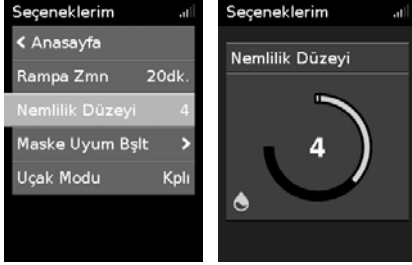 Seçeneklerim
< Anasayfa
Rampa Zmn 20dk.
Nemlilik Düzeyi 4
Maske Uyum Bşlt >
Uçak Modu Kplı
Seçeneklerim
Nemlilik Düzeyi
4